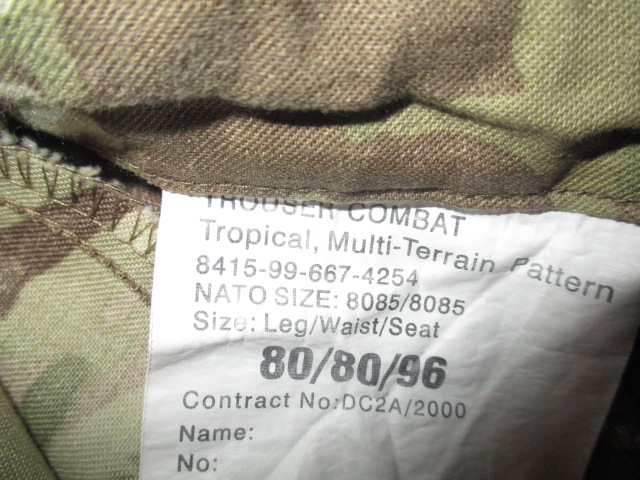 TROUSER COMBAT
Tropical, Multi-Terrain Pattern
8415-99-667-4254
NATO SIZE: 8085/8085
Size: Leg/Waist/Seat
80/80/96
Contract No:DC2A/2000
Name:
No: